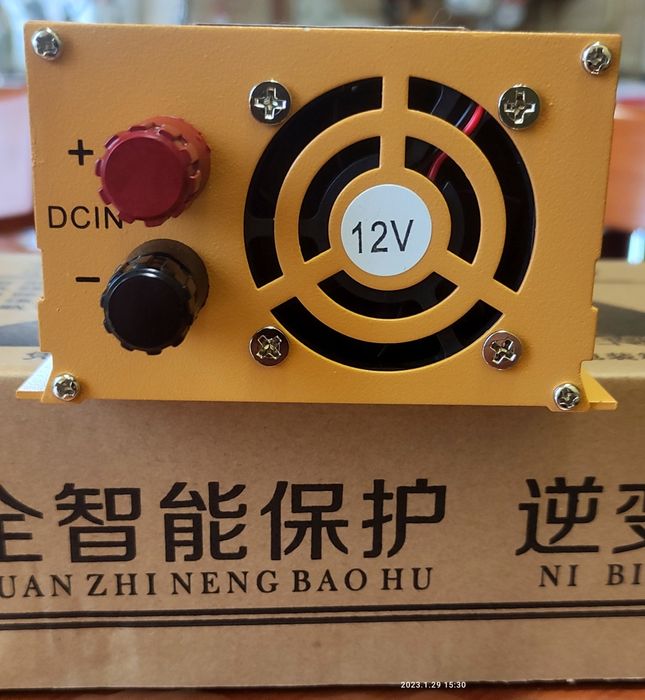 +
DCIN
-
12V
全智能保护 逆变
UAN ZHI NENG BAO HU NI BI
2023.1.29 15:30